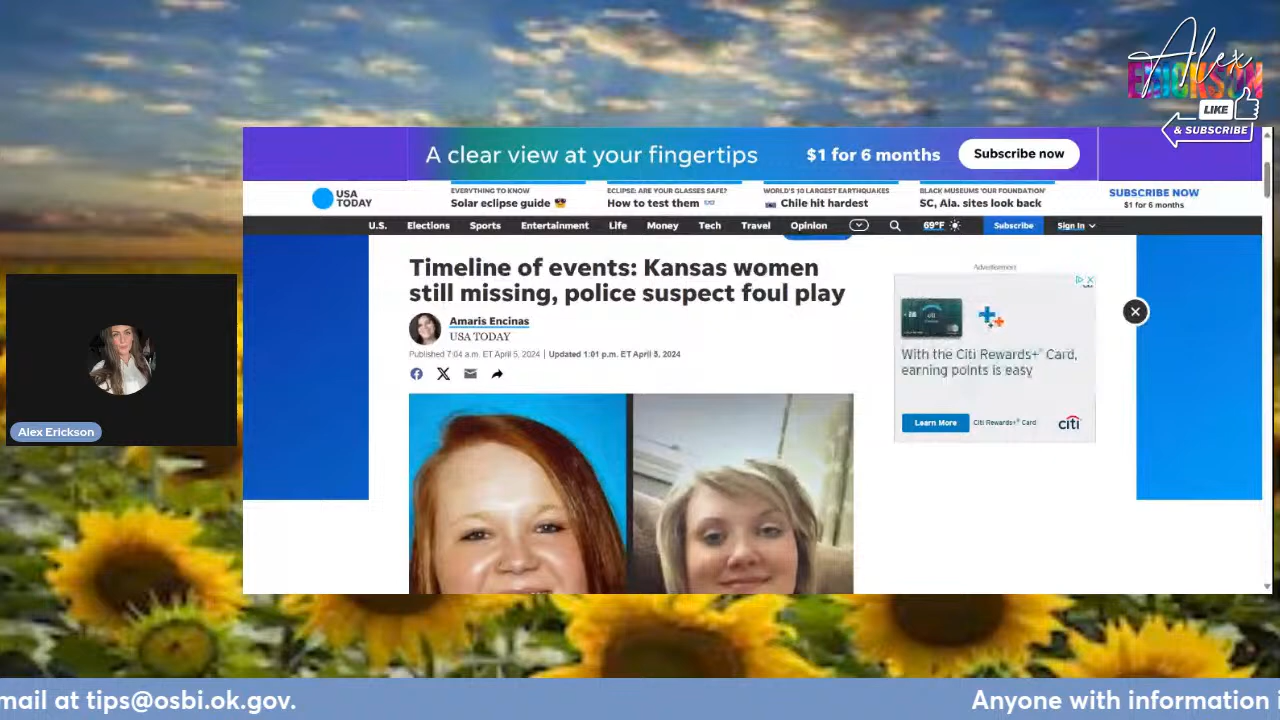 Alex
ERICKSON
LIKE
& SUBSCRIBE
A clear view at your fingertips
$1 for 6 months
Subscribe now
USA
TODAY
EVERYTHING TO KNOW
Solar eclipse guide
ECLIPSE: ARE YOUR GLASSES SAFE?
How to test them
WORLD'S 10 LARGEST EARTHQUAKES
Chile hit hardest
BLACK MUSEUMS 'OUR FOUNDATION'
SC, Ala. sites look back
SUBSCRIBE NOW
$1 for 6 months
U.S. Elections Sports Entertainment Life Money Tech Travel Opinion 69°F Subscribe Sign In
Timeline of events: Kansas women
still missing, police suspect foul play
Amaris Encinas
USA TODAY
Published 7:04 a.m. ET April 5, 2024 | Updated 1:01 p.m. ET April 5, 2024
Advertisement
citi
With the Citi Rewards+® Card,
earning points is easy
Learn More
Citi Rewards+® Card
citi
Alex Erickson
mail at tips@osbi.ok.gov.
Anyone with information i